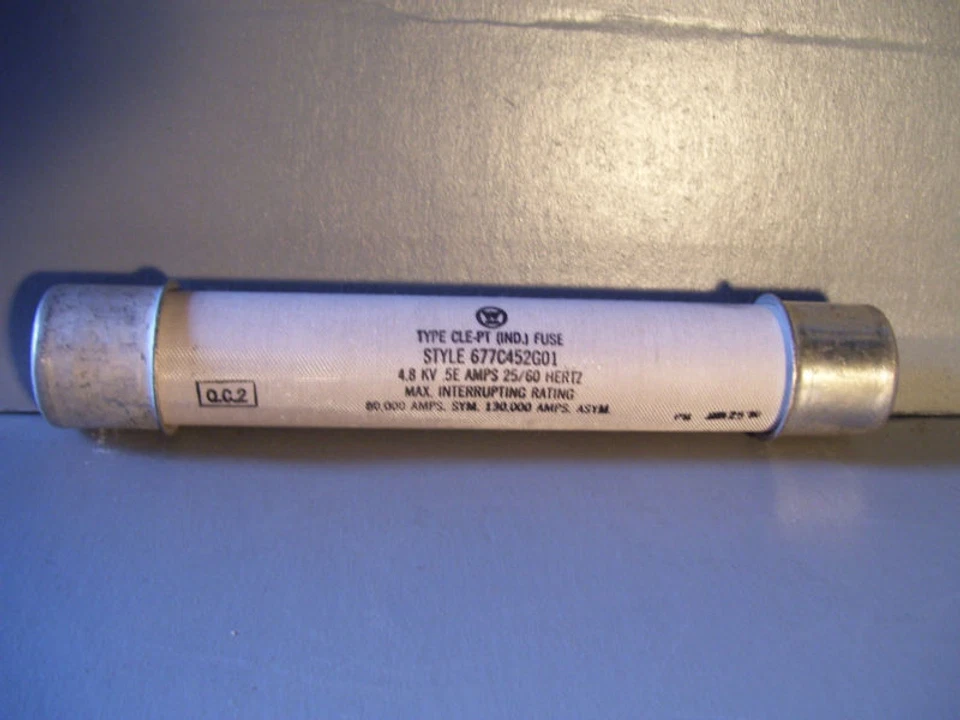 W
TYPE CLE-PT (IND.) FUSE
STYLE 677C452G01
4.8 KV .5E AMPS 25/60 HERTZ
MAX. INTERRUPTING RATING
80,000 AMPS. SYM. 130,000 AMPS. ASYM.
Q.C.2